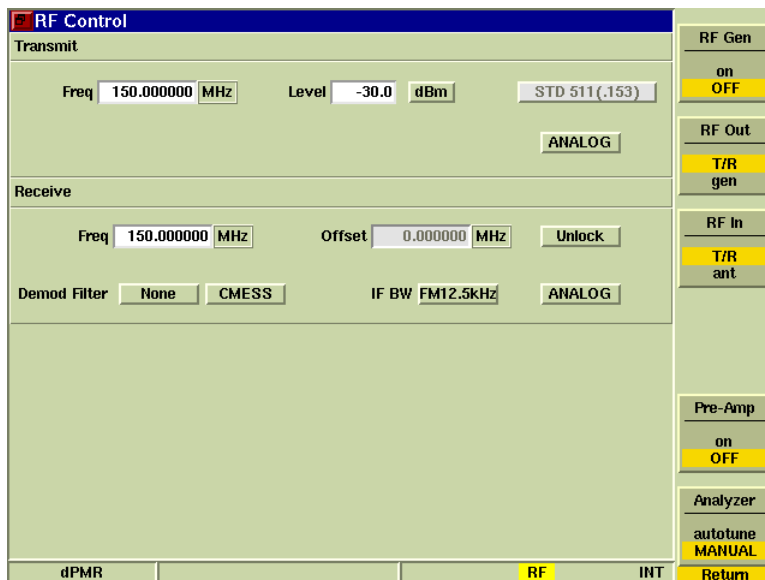 RF Control
Transmit
Freq 150.000000 MHz Level -30.0 dBm STD 511(.153)
ANALOG
Receive
Freq 150.000000 MHz Offset 0.000000 MHz Unlock
Demod Filter None CMESS IF BW FM12.5kHz ANALOG
RF Gen
on
OFF
RF Out
T/R
gen
RF In
T/R
ant
Pre-Amp
on
OFF
Analyzer
autotune
MANUAL
Return
dPMR RF INT